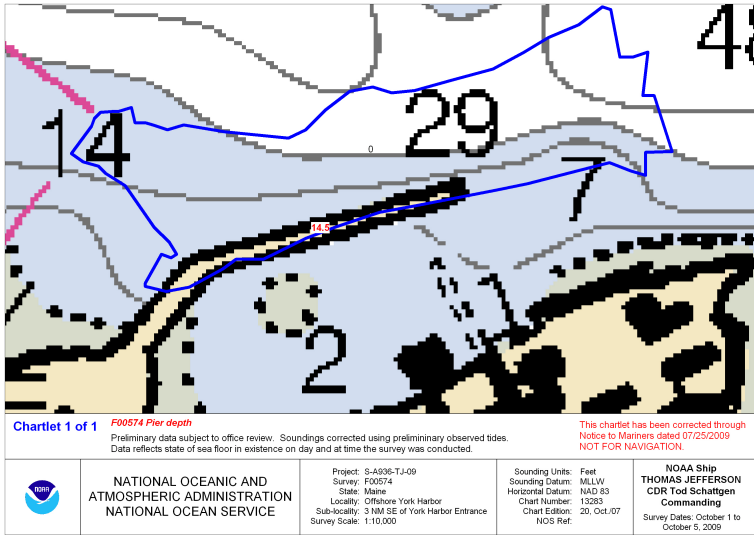 48
14
29
0
7
14.5
2
Chartlet 1 of 1
F00574 Pier depth
Preliminary data subject to office review. Soundings corrected using prelimininary observed tides.
Data reflects state of sea floor in existence on day and at time the survey was conducted.
This chartlet has been corrected through
Notice to Mariners dated 07/25/2009
NOT FOR NAVIGATION.
NOAA
NATIONAL OCEANIC AND
ATMOSPHERIC ADMINISTRATION
NATIONAL OCEAN SERVICE
Project: S-A936-TJ-09
Survey: F00574
State: Maine
Locality: Offshore York Harbor
Sub-locality: 3 NM SE of York Harbor Entrance
Survey Scale: 1:10,000
Sounding Units: Feet
Sounding Datum: MLLW
Horizontal Datum: NAD 83
Chart Number: 13283
Chart Edition: 20, Oct./07
NOS Ref:
NOAA Ship
THOMAS JEFFERSON
CDR Tod Schattgen
Commanding
Survey Dates: October 1 to
October 5, 2009